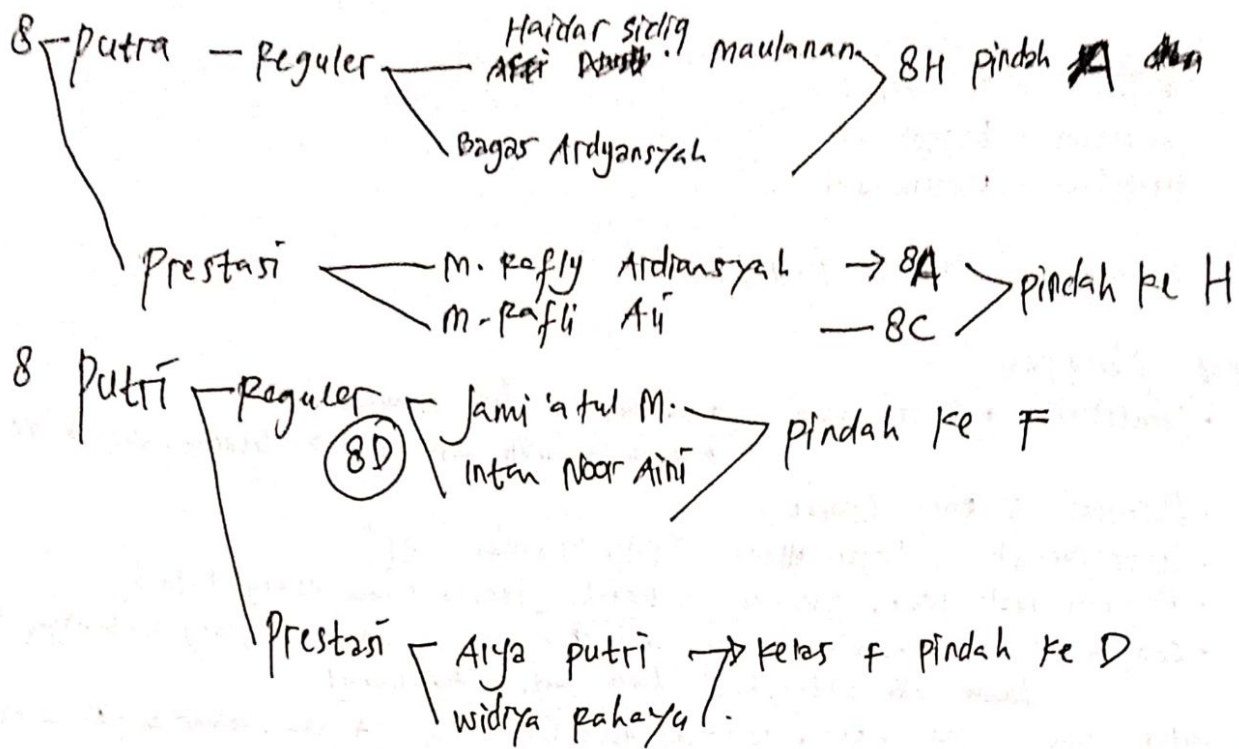 8 Putra - Reguler Haidar Sidiq Maulanan 8H pindah A
Bagas Ardyansyah
Prestasi M. Rafly Ardiansyah → 8A pindah ke H
M. Rafli Ali - 8C
8 Putri - Reguler Jami'atul M. pindah ke F
8D Intan Noor Aini
Prestasi Alya putri → kelas F pindah ke D
widya Rahayu